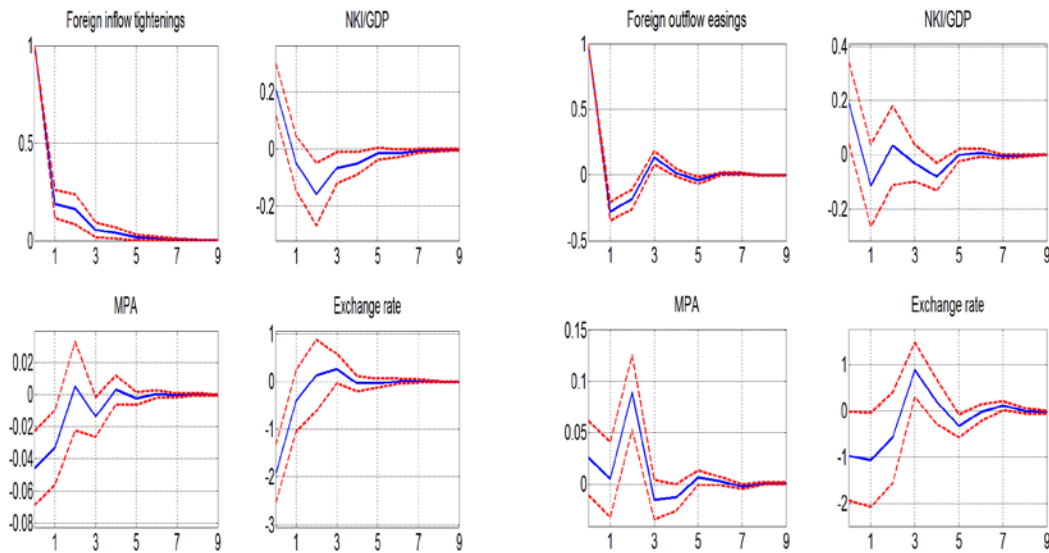 Foreign inflow tightenings
1
0.5
0
1 3 5 7 9
NKI/GDP
0.2
0
-0.2
1 3 5 7 9
Foreign outflow easings
1
0.5
0
-0.5
1 3 5 7 9
NKI/GDP
0.4
0.2
0
-0.2
1 3 5 7 9
MPA
0.02
0
-0.02
-0.04
-0.06
-0.08
1 3 5 7 9
Exchange rate
1
0
-1
-2
-3
1 3 5 7 9
MPA
0.15
0.1
0.05
0
1 3 5 7 9
Exchange rate
1
0
-1
-2
1 3 5 7 9